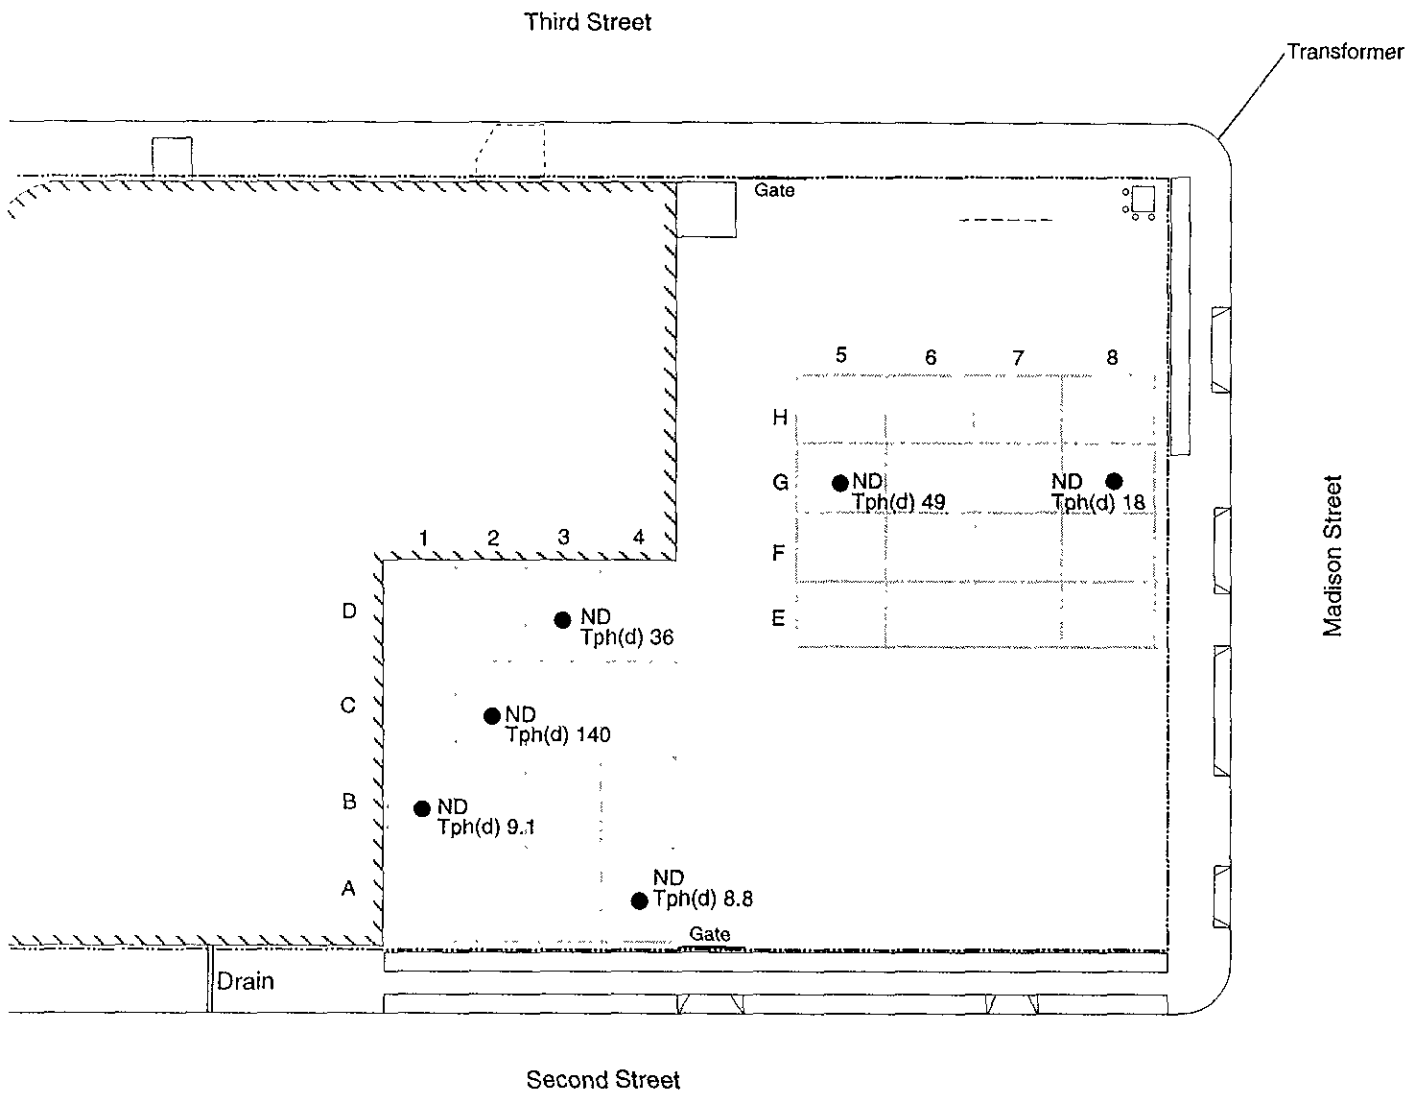 Third Street
Transformer
Gate
5 6 7 8
H
G
ND
Tph(d) 49
ND
Tph(d) 18
F
E
1 2 3 4
D
ND
Tph(d) 36
C
ND
Tph(d) 140
B
ND
Tph(d) 9.1
A
ND
Tph(d) 8.8
Gate
Drain
Madison Street
Second Street